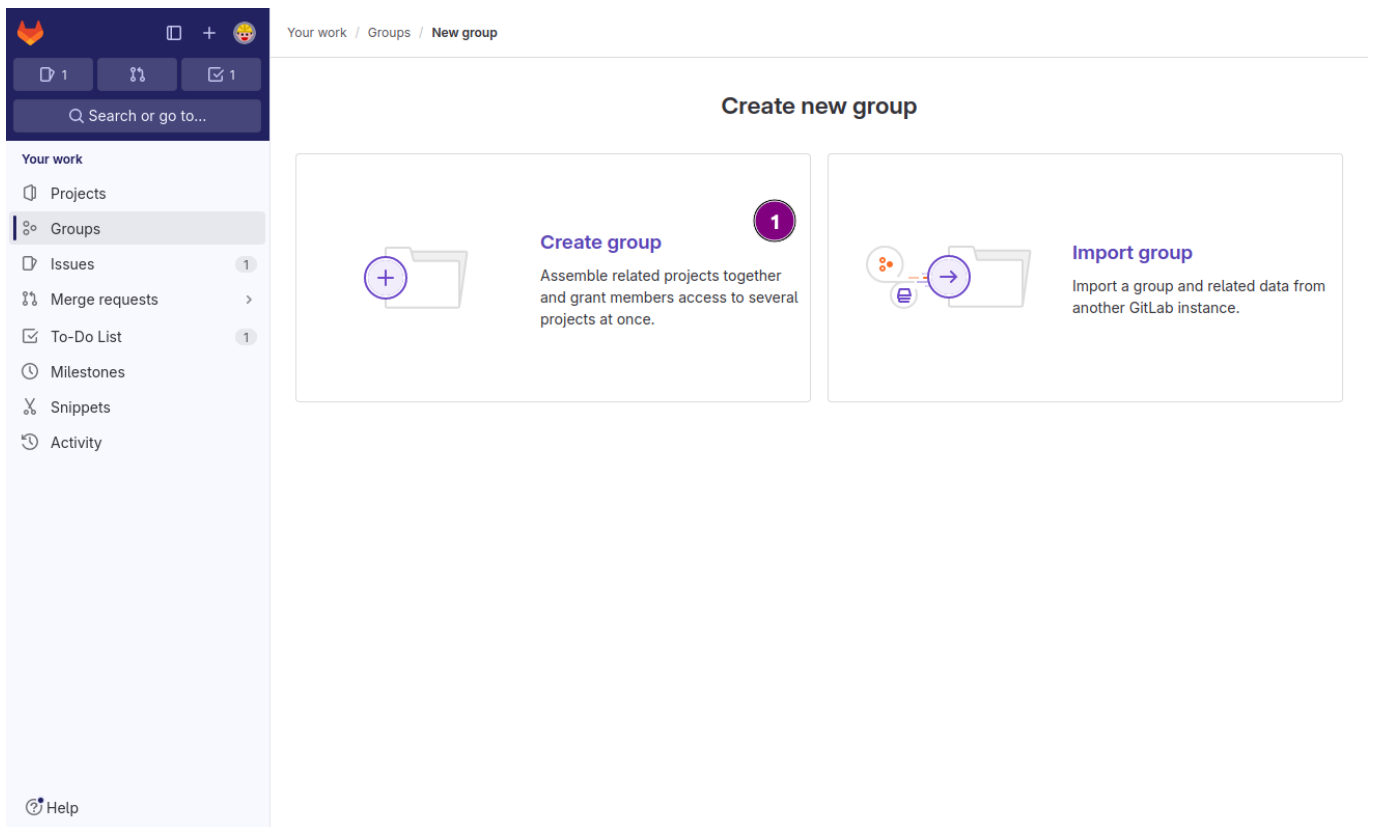 Your work / Groups / New group
1
1
Search or go to...
Your work
Projects
Groups
Issues 1
Merge requests
To-Do List 1
Milestones
Snippets
Activity
Help
Create new group
1
Create group
Assemble related projects together
and grant members access to several
projects at once.
Import group
Import a group and related data from
another GitLab instance.